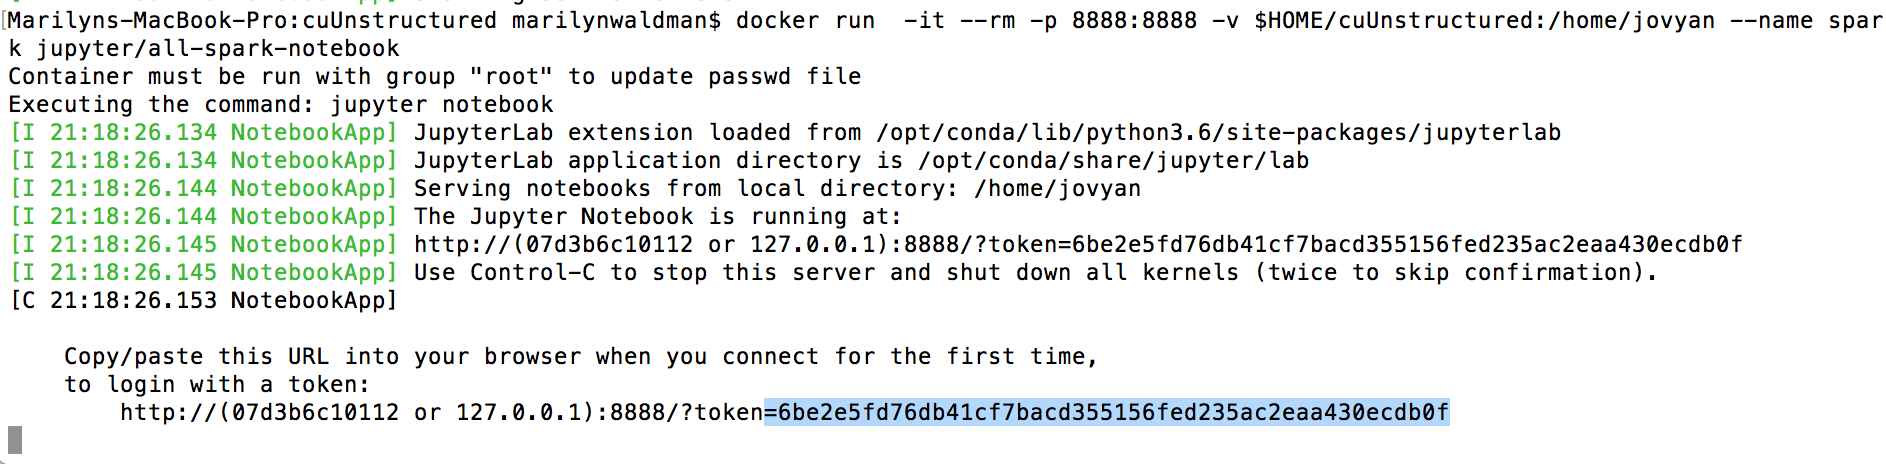 [Marilyns-MacBook-Pro:cuUnstructured marilynwaldman$ docker run  -it --rm -p 8888:8888 -v $HOME/cuUnstructured:/home/jovyan --name spar
k jupyter/all-spark-notebook
Container must be run with group "root" to update passwd file
Executing the command: jupyter notebook
[I 21:18:26.134 NotebookApp] JupyterLab extension loaded from /opt/conda/lib/python3.6/site-packages/jupyterlab
[I 21:18:26.134 NotebookApp] JupyterLab application directory is /opt/conda/share/jupyter/lab
[I 21:18:26.144 NotebookApp] Serving notebooks from local directory: /home/jovyan
[I 21:18:26.144 NotebookApp] The Jupyter Notebook is running at:
[I 21:18:26.145 NotebookApp] http://(07d3b6c10112 or 127.0.0.1):8888/?token=6be2e5fd76db41cf7bacd355156fed235ac2eaa430ecdb0f
[I 21:18:26.145 NotebookApp] Use Control-C to stop this server and shut down all kernels (twice to skip confirmation).
[C 21:18:26.153 NotebookApp]
Copy/paste this URL into your browser when you connect for the first time,
to login with a token:
http://(07d3b6c10112 or 127.0.0.1):8888/?token=6be2e5fd76db41cf7bacd355156fed235ac2eaa430ecdb0f